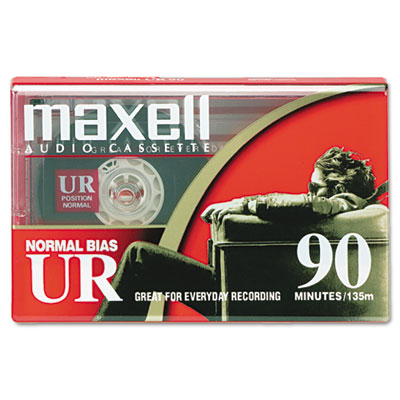 maxell
AUDIO CASSETTE
UR
POSITION
NORMAL
NORMAL BIAS
UR
GREAT FOR EVERYDAY RECORDING
90
MINUTES/135m